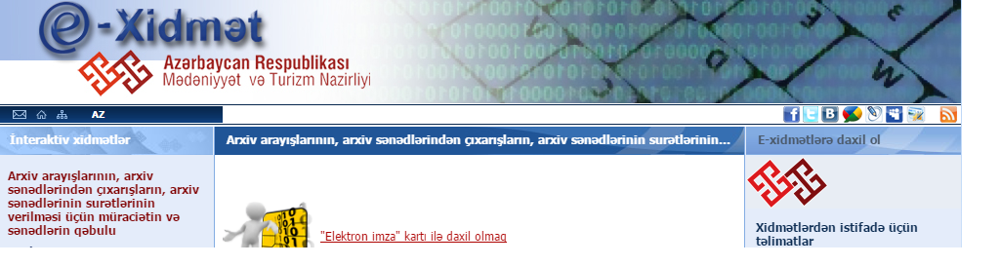 e-Xidmət
Azərbaycan Respublikası
Mədəniyyət və Turizm Nazirliyi
AZ
İnteraktiv xidmətlər
Arxiv arayışlarının, arxiv sənədlərindən çıxarışların, arxiv sənədlərinin surətlərinin...
E-xidmətlərə daxil ol
Arxiv arayışlarının, arxiv
sənədlərindən çıxarışların, arxiv
sənədlərinin surətlərinin
verilməsi üçün müraciətin və
sənədlərin qəbulu
"Elektron imza" kartı ilə daxil olmaq
Xidmətlərdən istifadə üçün
təlimatlar